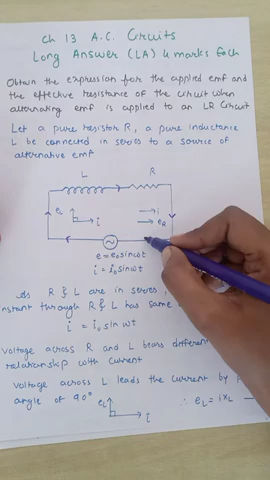 Ch 13 A.C. Circuits
Long Answer (LA) 4 marks Each
Obtain the expression for the applied emf and
the effective resistance of the circuit when
alternating emf is applied to an LR Circuit
Let a pure resistor R, a pure inductance
L be connected in series to a source of
alternative emf
L R
eL i i
eR
e = e₀ sinωt
i = i₀ sinωt
As R & L are in series
instant through R & L has same
i = i₀ sin ωt
voltage across R and L bears different
relationship with current
voltage across L leads the current by
angle of 90° eL i ∴ eL = iXL —